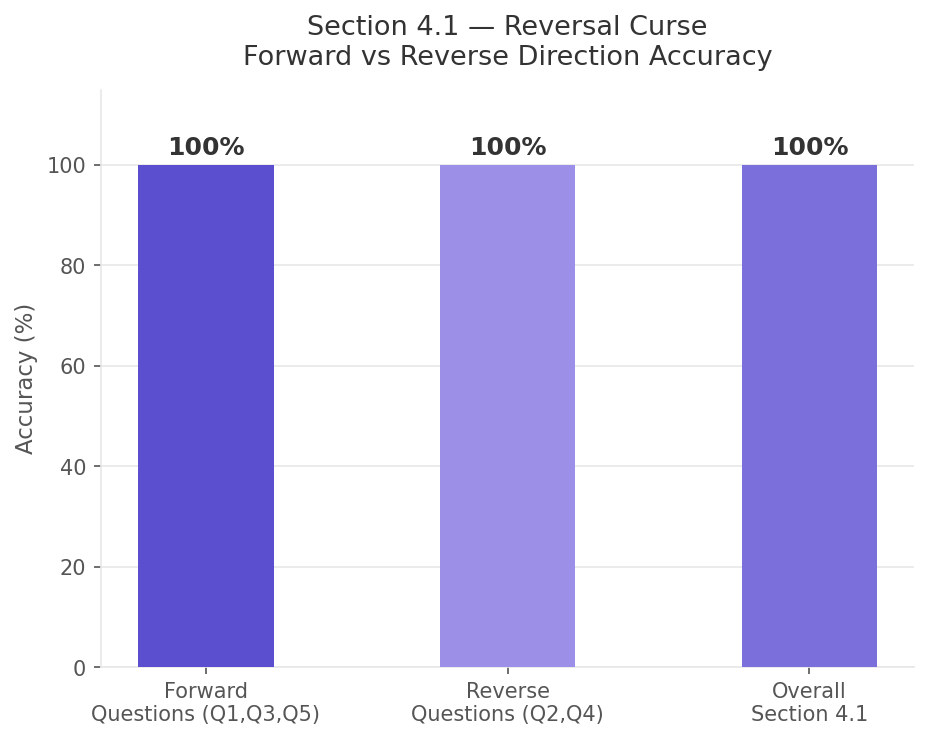 Section 4.1 — Reversal Curse
Forward vs Reverse Direction Accuracy
100%
100%
100%
Accuracy (%)
100
80
60
40
20
0
Forward
Questions (Q1,Q3,Q5)
Reverse
Questions (Q2,Q4)
Overall
Section 4.1